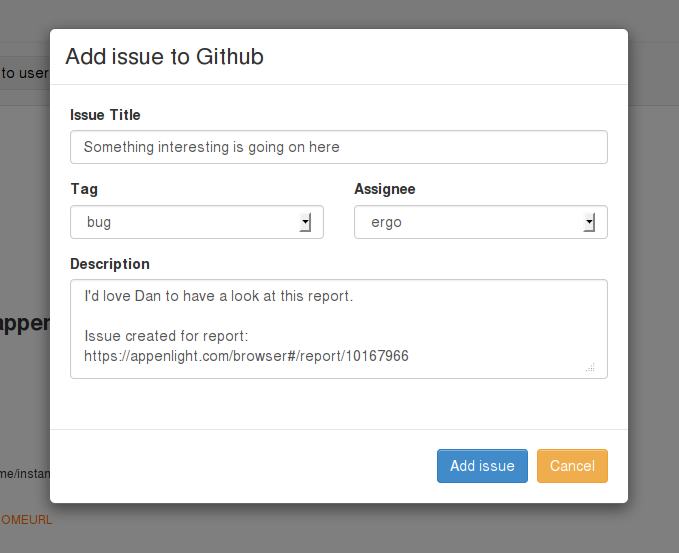 Add issue to Github
to user
Issue Title
Something interesting is going on here
Tag
Assignee
bug
ergo
Description
I'd love Dan to have a look at this report.
Issue created for report:
https://appenlight.com/browser#/report/10167966
appen
me/instan
Add issue
Cancel
OMEURL